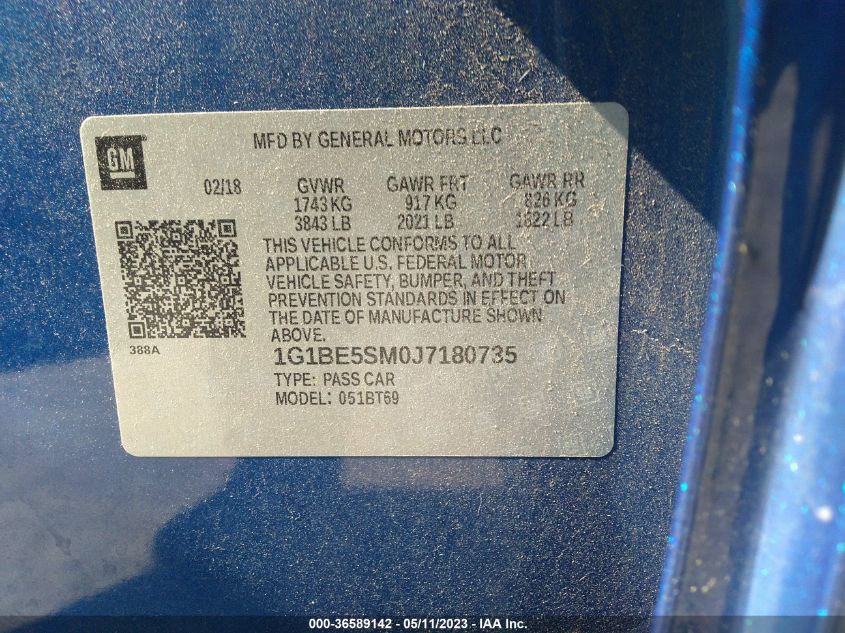 MFD BY GENERAL MOTORS LLC
GM
02/18 GVWR GAWR FRT GAWR RR
1743 KG 917 KG 826 KG
3843 LB 2021 LB 1822 LB
THIS VEHICLE CONFORMS TO ALL
APPLICABLE U.S. FEDERAL MOTOR
VEHICLE SAFETY, BUMPER, AND THEFT
PREVENTION STANDARDS IN EFFECT ON
THE DATE OF MANUFACTURE SHOWN
ABOVE.
388A
1G1BE5SM0J7180735
TYPE: PASS CAR
MODEL: 051BT69
000-36589142 - 05/11/2023 - IAA, Inc.